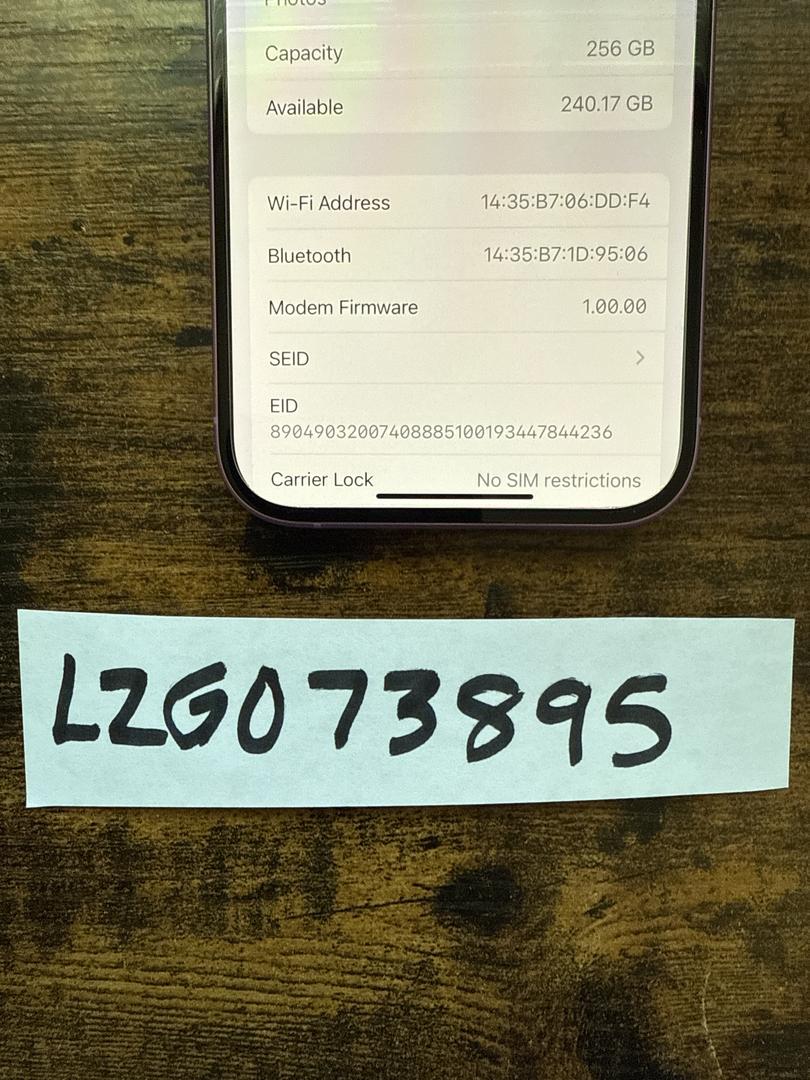 Photos
Capacity 256 GB
Available 240.17 GB
Wi-Fi Address 14:35:B7:06:DD:F4
Bluetooth 14:35:B7:1D:95:06
Modem Firmware 1.00.00
SEID
EID
89049032007408885100193447844236
Carrier Lock No SIM restrictions
LZG073895